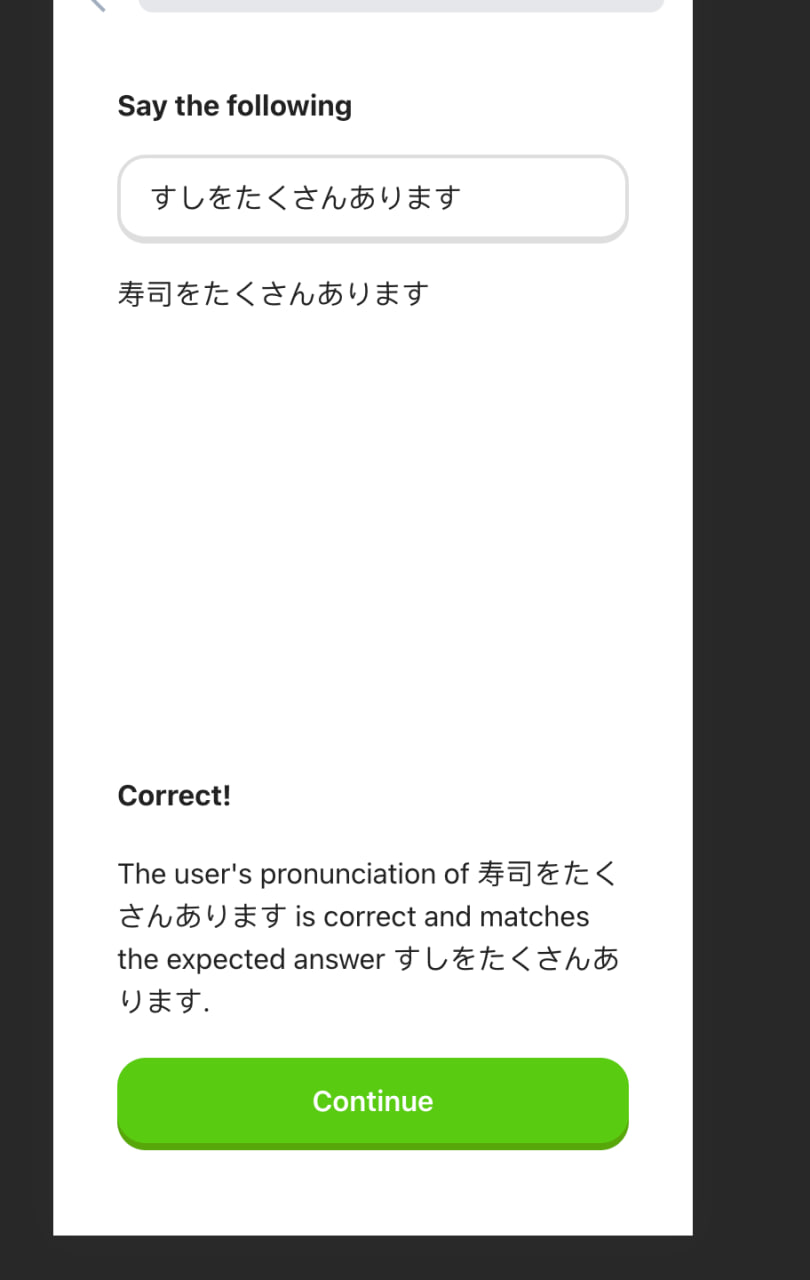 Say the following
すしをたくさんあります
寿司をたくさんあります
Correct!
The user's pronunciation of 寿司をたく
さんあります is correct and matches
the expected answer すしをたくさんあ
ります.
Continue